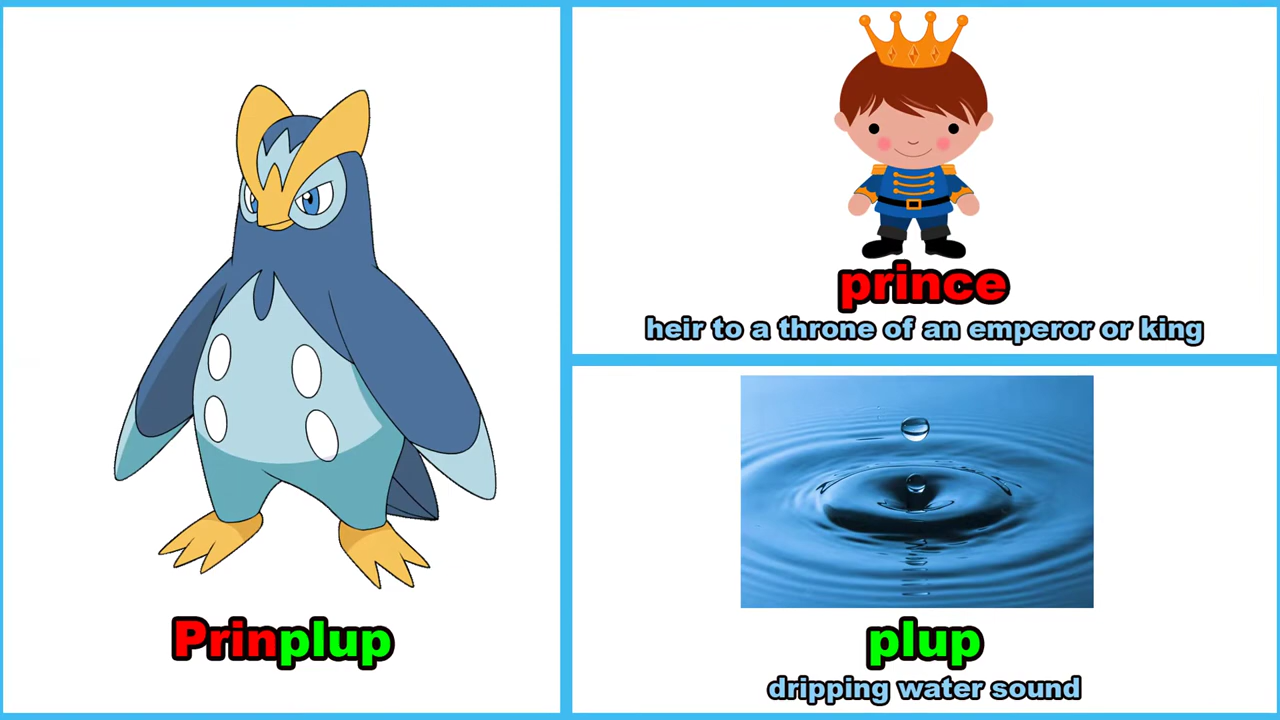 Prinplup
prince
heir to a throne of an emperor or king
plup
dripping water sound